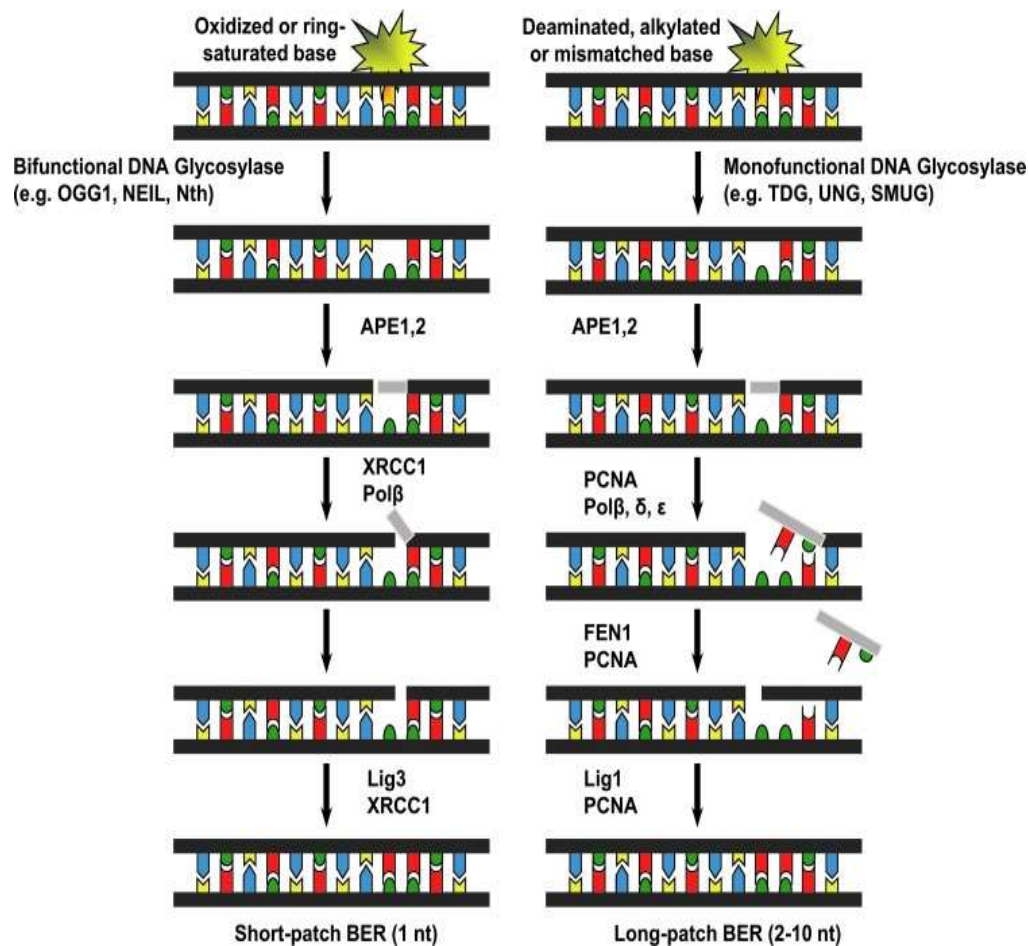 Oxidized or ring-
saturated base
Deaminated, alkylated
or mismatched base
Bifunctional DNA Glycosylase
(e.g. OGG1, NEIL, Nth)
Monofunctional DNA Glycosylase
(e.g. TDG, UNG, SMUG)
APE1,2
APE1,2
XRCC1
Polβ
PCNA
Polβ, δ, ε
FEN1
PCNA
Lig3
XRCC1
Lig1
PCNA
Short-patch BER (1 nt)
Long-patch BER (2-10 nt)